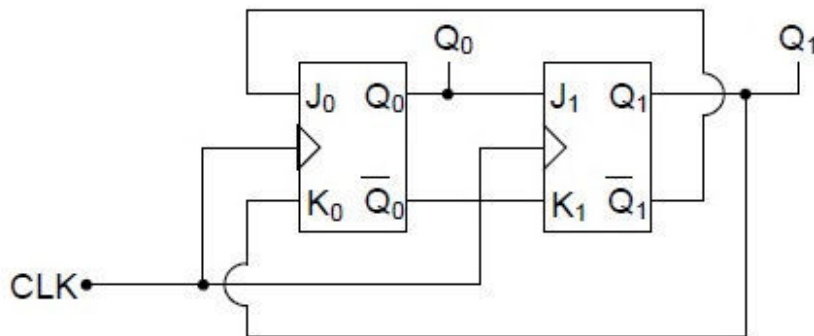 Q₀ Q₁
J₀ Q₀ J₁ Q₁
K₀ Q̅₀ K₁ Q̅₁
CLK